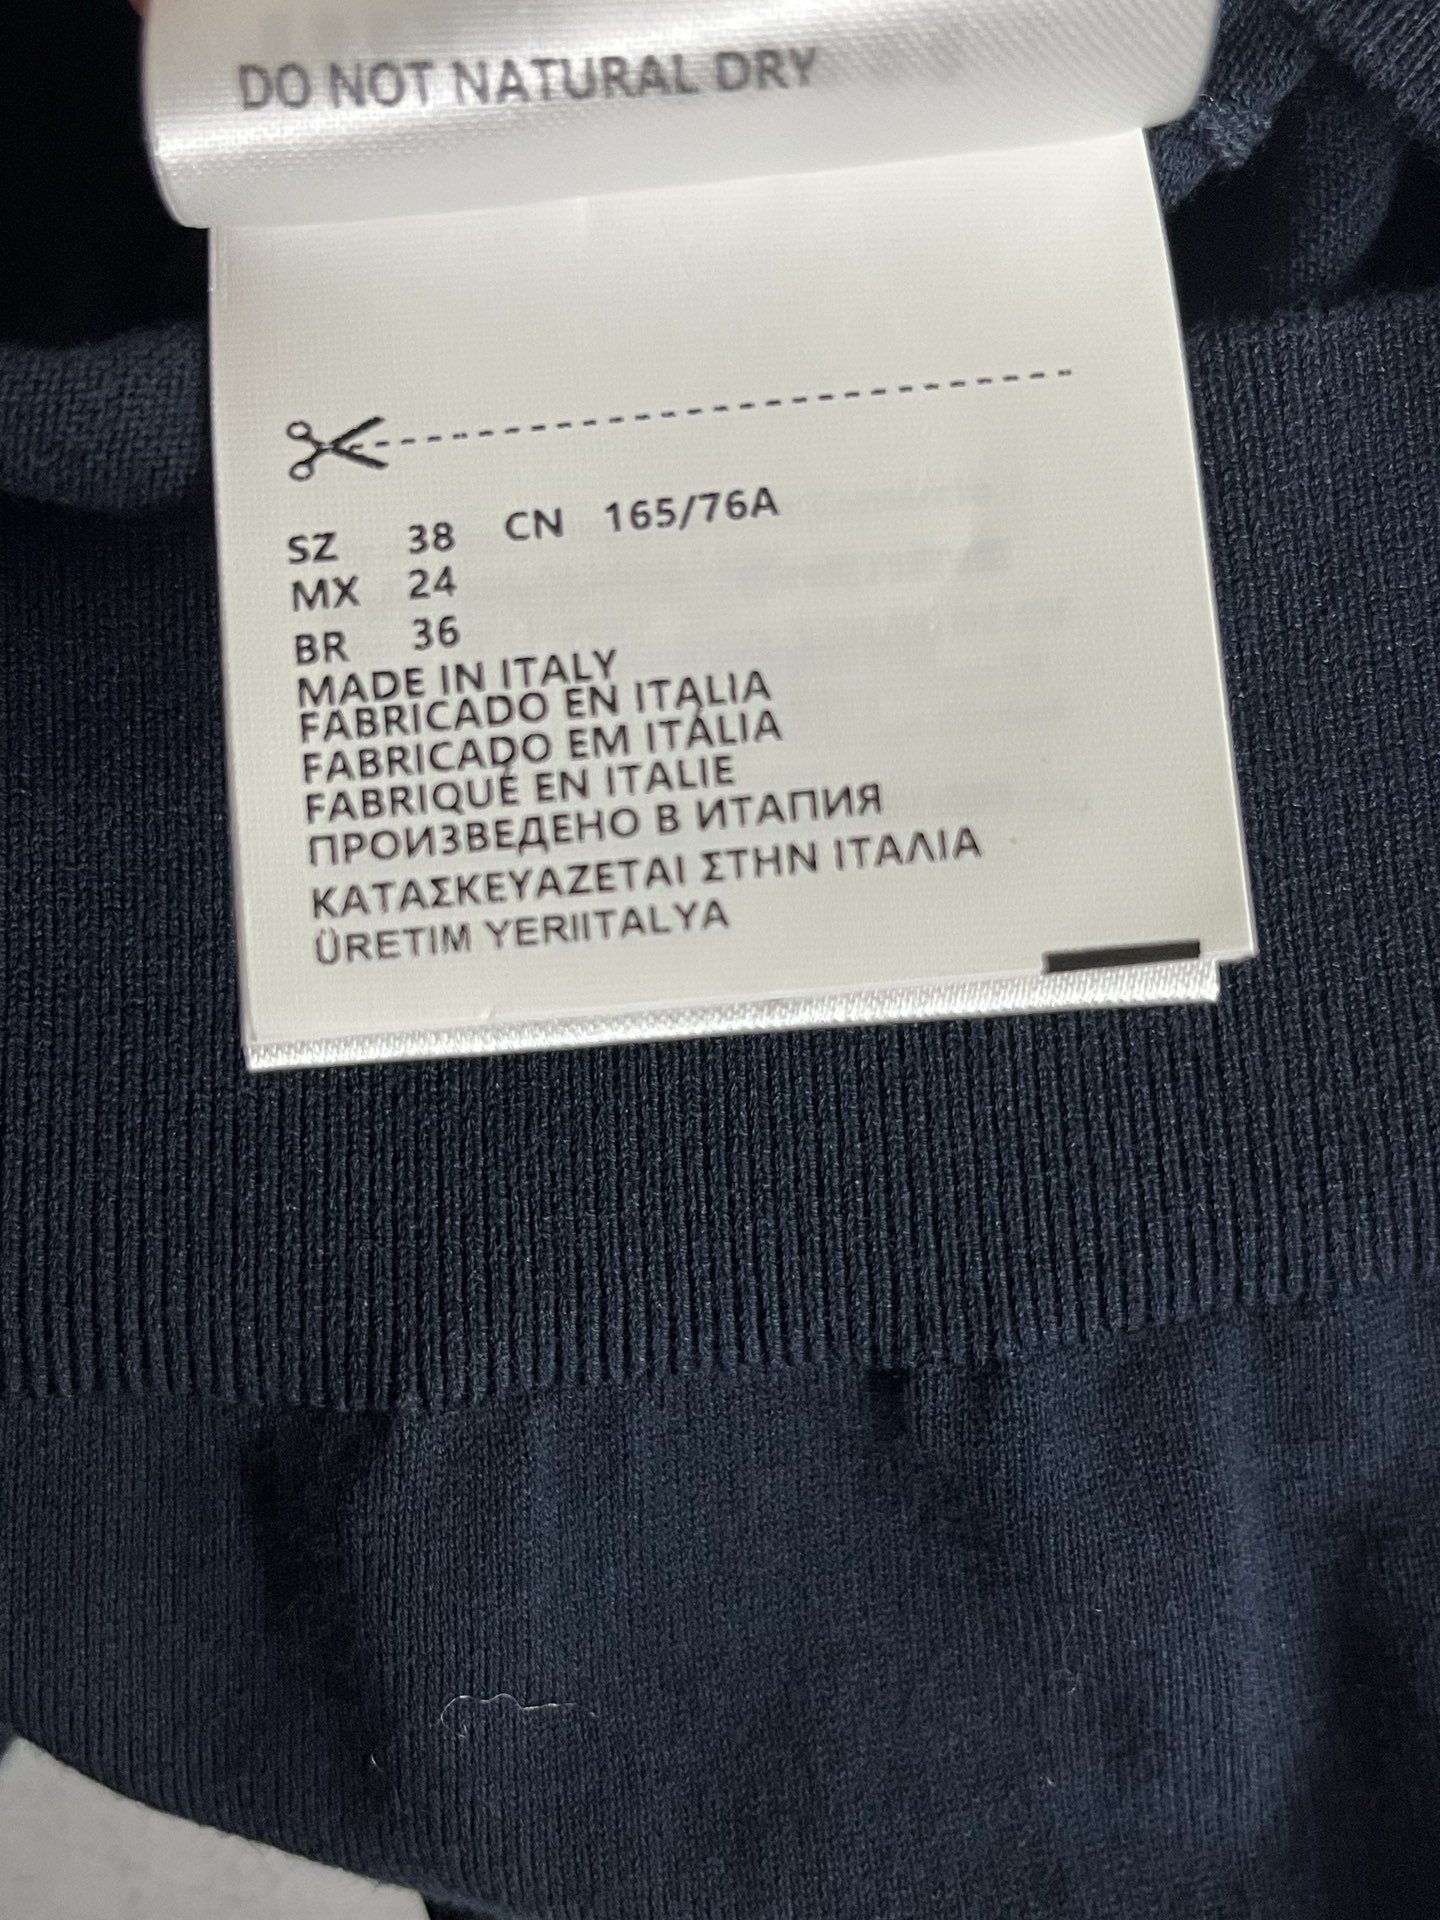 DO NOT NATURAL DRY
SZ 38 CN 165/76A
MX 24
BR 36
MADE IN ITALY
FABRICADO EN ITALIA
FABRICADO EM ITÁLIA
FABRIQUÉ EN ITALIE
ПРОИЗВЕДЕНО В ИТАПИЯ
ΚΑΤΑΣΚΕΥΑΖΕΤΑΙ ΣΤΗΝ ΙΤΑΛΙΑ
ÜRETIM YERIITALYA